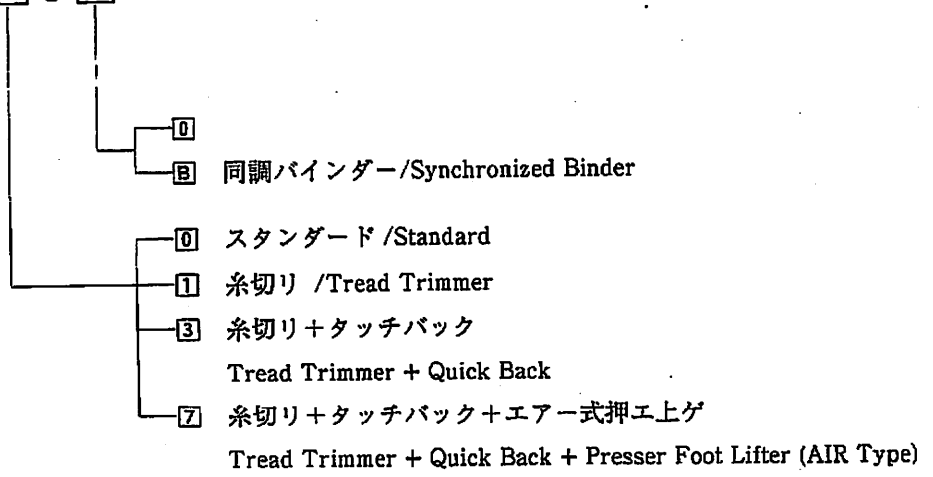 0
B 同調バインダー/Synchronized Binder
0 スタンダード/Standard
1 糸切リ /Tread Trimmer
3 糸切リ+タッチバック
Tread Trimmer + Quick Back
7 糸切リ+タッチバック+エアー式押エ上ゲ
Tread Trimmer + Quick Back + Presser Foot Lifter (AIR Type)